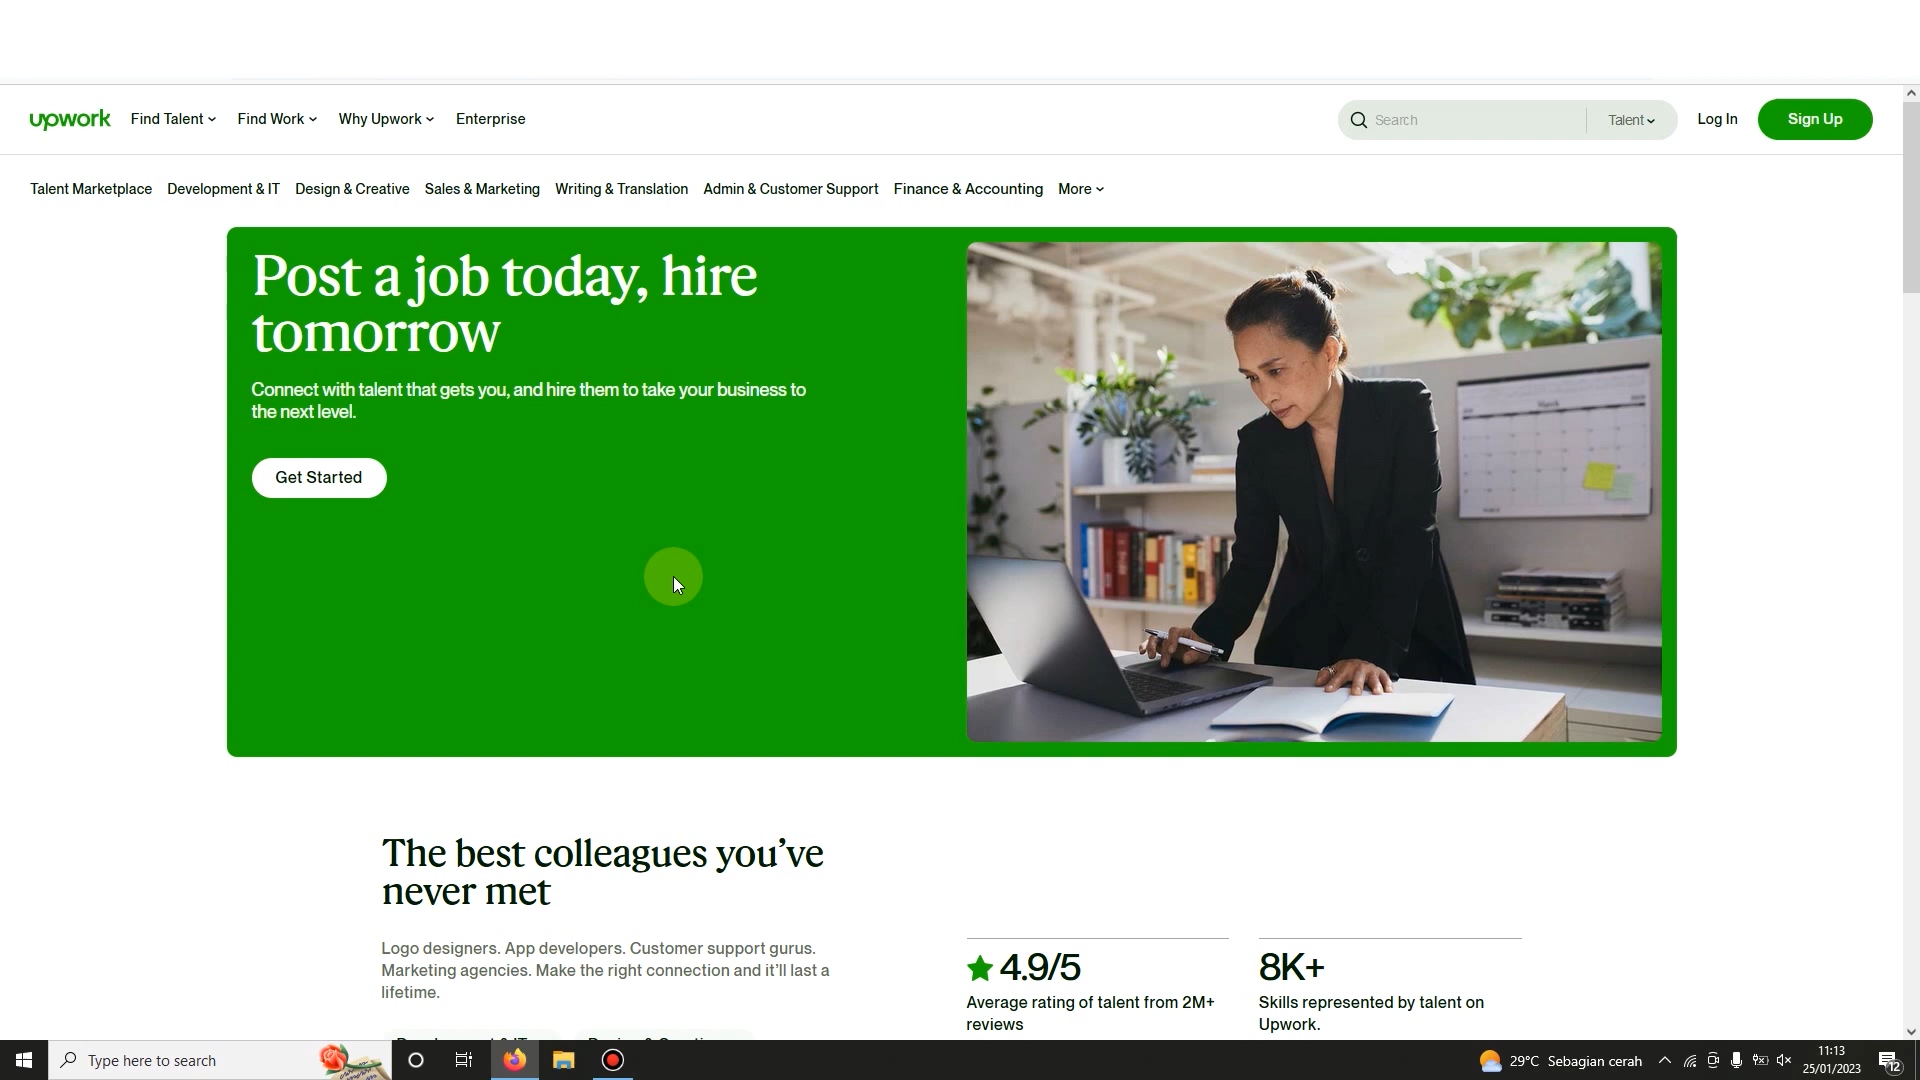 upwork
Find Talent
Find Work
Why Upwork
Enterprise
Search
Talent
Log In
Sign Up
Talent Marketplace
Development & IT
Design & Creative
Sales & Marketing
Writing & Translation
Admin & Customer Support
Finance & Accounting
More
Post a job today, hire
tomorrow
Connect with talent that gets you, and hire them to take your business to
the next level.
Get Started
March
The best colleagues you've
never met
Logo designers. App developers. Customer support gurus.
Marketing agencies. Make the right connection and it'll last a
lifetime.
4.9/5
Average rating of talent from 2M+
reviews
8K+
Skills represented by talent on
Upwork.
Type here to search
29°C Sebagian cerah
11:13
25/01/2023
12